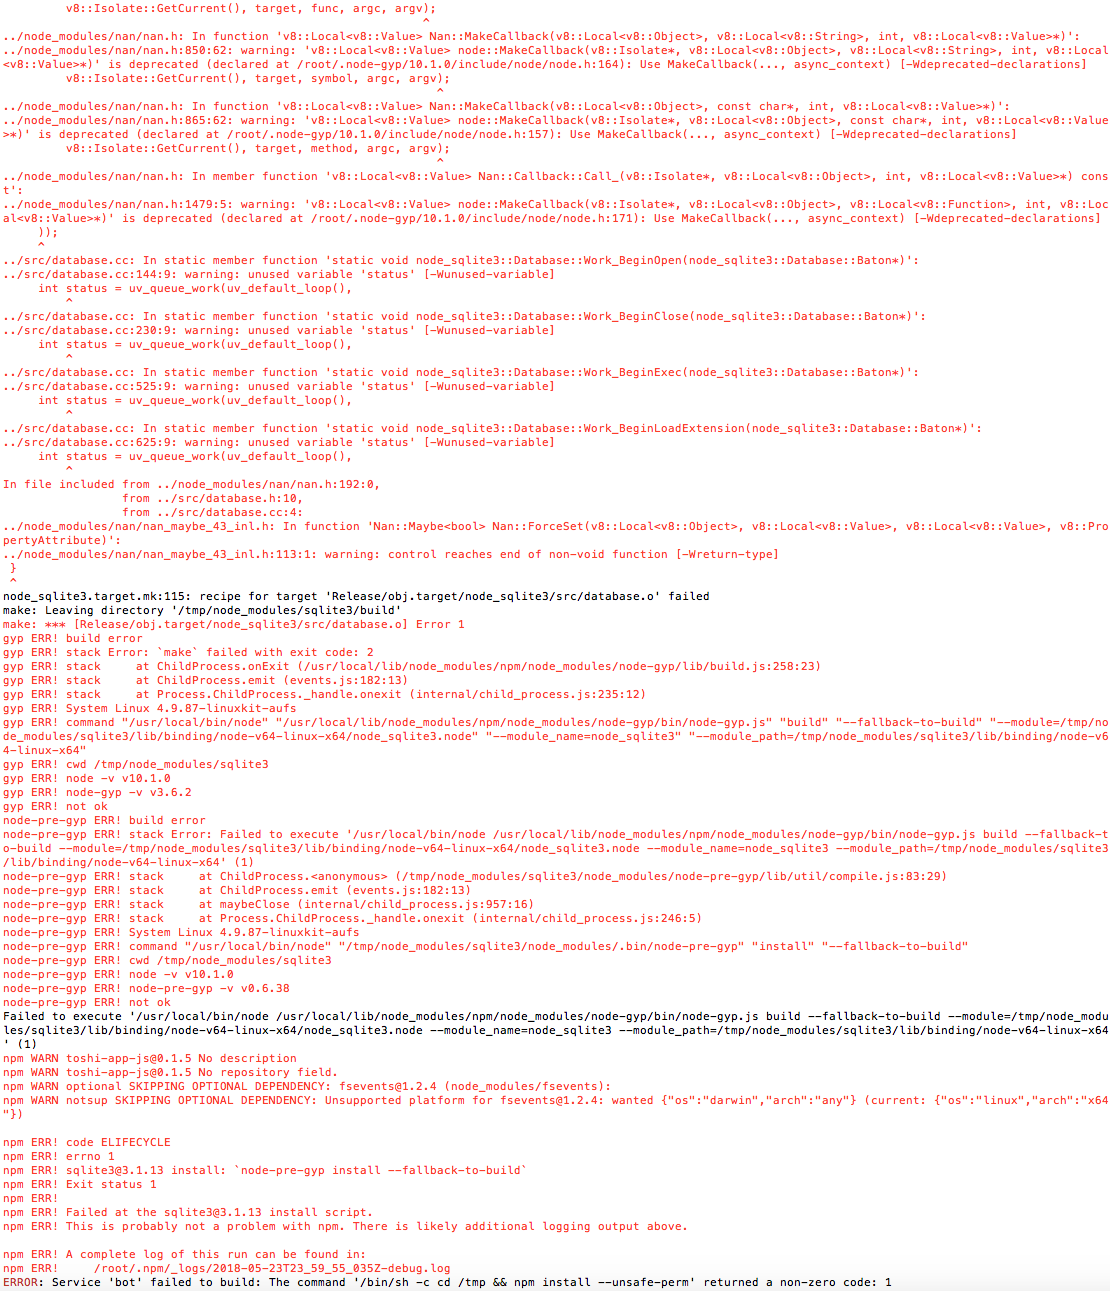 v8::Isolate::GetCurrent(), target, func, argc, argv);
^
../node_modules/nan/nan.h: In function 'v8::Local<v8::Value> Nan::MakeCallback(v8::Local<v8::Object>, v8::Local<v8::String>, int, v8::Local<v8::Value>*)':
../node_modules/nan/nan.h:850:62: warning: 'v8::Local<v8::Value> node::MakeCallback(v8::Isolate*, v8::Local<v8::Object>, v8::Local<v8::String>, int, v8::Local
<v8::Value>*)' is deprecated (declared at /root/.node-gyp/10.1.0/include/node/node.h:164): Use MakeCallback(..., async_context) [-Wdeprecated-declarations]
v8::Isolate::GetCurrent(), target, symbol, argc, argv);
^
../node_modules/nan/nan.h: In function 'v8::Local<v8::Value> Nan::MakeCallback(v8::Local<v8::Object>, const char*, int, v8::Local<v8::Value>*)':
../node_modules/nan/nan.h:865:62: warning: 'v8::Local<v8::Value> node::MakeCallback(v8::Isolate*, v8::Local<v8::Object>, const char*, int, v8::Local<v8::Value
>*)' is deprecated (declared at /root/.node-gyp/10.1.0/include/node/node.h:157): Use MakeCallback(..., async_context) [-Wdeprecated-declarations]
v8::Isolate::GetCurrent(), target, method, argc, argv);
^
../node_modules/nan/nan.h: In member function 'v8::Local<v8::Value> Nan::Callback::Call_(v8::Isolate*, v8::Local<v8::Object>, int, v8::Local<v8::Value>*) cons
t':
../node_modules/nan/nan.h:1479:5: warning: 'v8::Local<v8::Value> node::MakeCallback(v8::Isolate*, v8::Local<v8::Object>, v8::Local<v8::Function>, int, v8::Loc
al<v8::Value>*)' is deprecated (declared at /root/.node-gyp/10.1.0/include/node/node.h:171): Use MakeCallback(..., async_context) [-Wdeprecated-declarations]
));
^
../src/database.cc: In static member function 'static void node_sqlite3::Database::Work_BeginOpen(node_sqlite3::Database::Baton*)':
../src/database.cc:144:9: warning: unused variable 'status' [-Wunused-variable]
int status = uv_queue_work(uv_default_loop(),
^
../src/database.cc: In static member function 'static void node_sqlite3::Database::Work_BeginClose(node_sqlite3::Database::Baton*)':
../src/database.cc:230:9: warning: unused variable 'status' [-Wunused-variable]
int status = uv_queue_work(uv_default_loop(),
^
../src/database.cc: In static member function 'static void node_sqlite3::Database::Work_BeginExec(node_sqlite3::Database::Baton*)':
../src/database.cc:525:9: warning: unused variable 'status' [-Wunused-variable]
int status = uv_queue_work(uv_default_loop(),
^
../src/database.cc: In static member function 'static void node_sqlite3::Database::Work_BeginLoadExtension(node_sqlite3::Database::Baton*)':
../src/database.cc:625:9: warning: unused variable 'status' [-Wunused-variable]
int status = uv_queue_work(uv_default_loop(),
^
In file included from ../node_modules/nan/nan.h:192:0,
from ../src/database.h:10,
from ../src/database.cc:4:
../node_modules/nan/nan_maybe_43_inl.h: In function 'Nan::Maybe<bool> Nan::ForceSet(v8::Local<v8::Object>, v8::Local<v8::Value>, v8::Local<v8::Value>, v8::Pro
pertyAttribute)':
../node_modules/nan/nan_maybe_43_inl.h:113:1: warning: control reaches end of non-void function [-Wreturn-type]
}
^
node_sqlite3.target.mk:115: recipe for target 'Release/obj.target/node_sqlite3/src/database.o' failed
make: Leaving directory '/tmp/node_modules/sqlite3/build'
make: *** [Release/obj.target/node_sqlite3/src/database.o] Error 1
gyp ERR! build error
gyp ERR! stack Error: `make` failed with exit code: 2
gyp ERR! stack     at ChildProcess.onExit (/usr/local/lib/node_modules/npm/node_modules/node-gyp/lib/build.js:258:23)
gyp ERR! stack     at ChildProcess.emit (events.js:182:13)
gyp ERR! stack     at Process.ChildProcess._handle.onexit (internal/child_process.js:235:12)
gyp ERR! System Linux 4.9.87-linuxkit-aufs
gyp ERR! command "/usr/local/bin/node" "/usr/local/lib/node_modules/npm/node_modules/node-gyp/bin/node-gyp.js" "build" "--fallback-to-build" "--module=/tmp/no
de_modules/sqlite3/lib/binding/node-v64-linux-x64/node_sqlite3.node" "--module_name=node_sqlite3" "--module_path=/tmp/node_modules/sqlite3/lib/binding/node-v6
4-linux-x64"
gyp ERR! cwd /tmp/node_modules/sqlite3
gyp ERR! node -v v10.1.0
gyp ERR! node-gyp -v v3.6.2
gyp ERR! not ok
node-pre-gyp ERR! build error
node-pre-gyp ERR! stack Error: Failed to execute '/usr/local/bin/node /usr/local/lib/node_modules/npm/node_modules/node-gyp/bin/node-gyp.js build --fallback-t
o-build --module=/tmp/node_modules/sqlite3/lib/binding/node-v64-linux-x64/node_sqlite3.node --module_name=node_sqlite3 --module_path=/tmp/node_modules/sqlite3
/lib/binding/node-v64-linux-x64' (1)
node-pre-gyp ERR! stack     at ChildProcess.<anonymous> (/tmp/node_modules/sqlite3/node_modules/node-pre-gyp/lib/util/compile.js:83:29)
node-pre-gyp ERR! stack     at ChildProcess.emit (events.js:182:13)
node-pre-gyp ERR! stack     at maybeClose (internal/child_process.js:957:16)
node-pre-gyp ERR! stack     at Process.ChildProcess._handle.onexit (internal/child_process.js:246:5)
node-pre-gyp ERR! System Linux 4.9.87-linuxkit-aufs
node-pre-gyp ERR! command "/usr/local/bin/node" "/tmp/node_modules/sqlite3/node_modules/.bin/node-pre-gyp" "install" "--fallback-to-build"
node-pre-gyp ERR! cwd /tmp/node_modules/sqlite3
node-pre-gyp ERR! node -v v10.1.0
node-pre-gyp ERR! node-pre-gyp -v v0.6.38
node-pre-gyp ERR! not ok
Failed to execute '/usr/local/bin/node /usr/local/lib/node_modules/npm/node_modules/node-gyp/bin/node-gyp.js build --fallback-to-build --module=/tmp/node_modu
les/sqlite3/lib/binding/node-v64-linux-x64/node_sqlite3.node --module_name=node_sqlite3 --module_path=/tmp/node_modules/sqlite3/lib/binding/node-v64-linux-x64
' (1)
npm WARN toshi-app-js@0.1.5 No description
npm WARN toshi-app-js@0.1.5 No repository field.
npm WARN optional SKIPPING OPTIONAL DEPENDENCY: fsevents@1.2.4 (node_modules/fsevents):
npm WARN notsup SKIPPING OPTIONAL DEPENDENCY: Unsupported platform for fsevents@1.2.4: wanted {"os":"darwin","arch":"any"} (current: {"os":"linux","arch":"x64
"})
npm ERR! code ELIFECYCLE
npm ERR! errno 1
npm ERR! sqlite3@3.1.13 install: `node-pre-gyp install --fallback-to-build`
npm ERR! Exit status 1
npm ERR!
npm ERR! Failed at the sqlite3@3.1.13 install script.
npm ERR! This is probably not a problem with npm. There is likely additional logging output above.
npm ERR! A complete log of this run can be found in:
npm ERR!     /root/.npm/_logs/2018-05-23T23_59_55_035Z-debug.log
ERROR: Service 'bot' failed to build: The command '/bin/sh -c cd /tmp && npm install --unsafe-perm' returned a non-zero code: 1